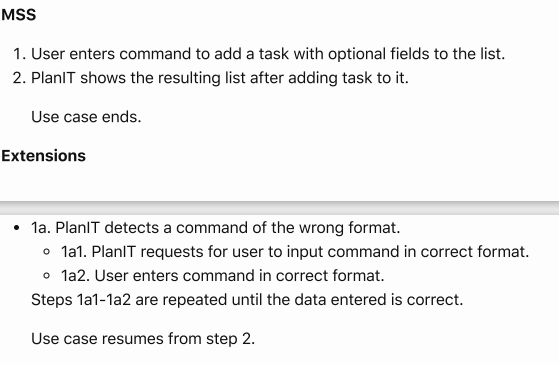 MSS
1. User enters command to add a task with optional fields to the list.
2. PlanIT shows the resulting list after adding task to it.
Use case ends.
Extensions
• 1a. PlanIT detects a command of the wrong format.
◦ 1a1. PlanIT requests for user to input command in correct format.
◦ 1a2. User enters command in correct format.
Steps 1a1-1a2 are repeated until the data entered is correct.
Use case resumes from step 2.